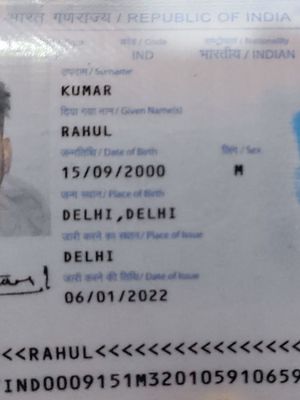 भारत गणराज्य / REPUBLIC OF INDIA
कोड / Code राष्ट्रीयता / Nationality
IND भारतीय / INDIAN
उपनाम / Surname
KUMAR
दिया गया नाम / Given Name(s)
RAHUL
जन्मतिथि / Date of Birth लिंग / Sex
15/09/2000 M
जन्म स्थान / Place of Birth
DELHI,DELHI
जारी करने का स्थान / Place of Issue
DELHI
जारी करने की तिथि / Date of Issue
06/01/2022
<<RAHUL<<<<<<<<<<<<<<<<<
IND0009151M320105910659